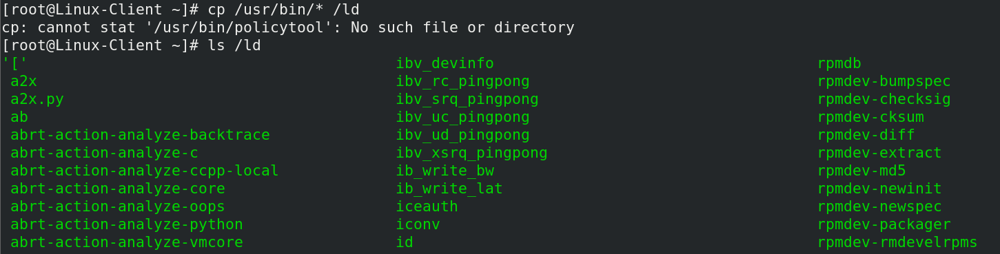 [root@Linux-Client ~]# cp /usr/bin/* /ld
cp: cannot stat '/usr/bin/policytool': No such file or directory
[root@Linux-Client ~]# ls /ld
'[' ibv_devinfo rpmdb
a2x ibv_rc_pingpong rpmdev-bumpspec
a2x.py ibv_srq_pingpong rpmdev-checksig
ab ibv_uc_pingpong rpmdev-cksum
abrt-action-analyze-backtrace ibv_ud_pingpong rpmdev-diff
abrt-action-analyze-c ibv_xsrq_pingpong rpmdev-extract
abrt-action-analyze-ccpp-local ib_write_bw rpmdev-md5
abrt-action-analyze-core ib_write_lat rpmdev-newinit
abrt-action-analyze-oops iceauth rpmdev-newspec
abrt-action-analyze-python iconv rpmdev-packager
abrt-action-analyze-vmcore id rpmdev-rmdevelrpms